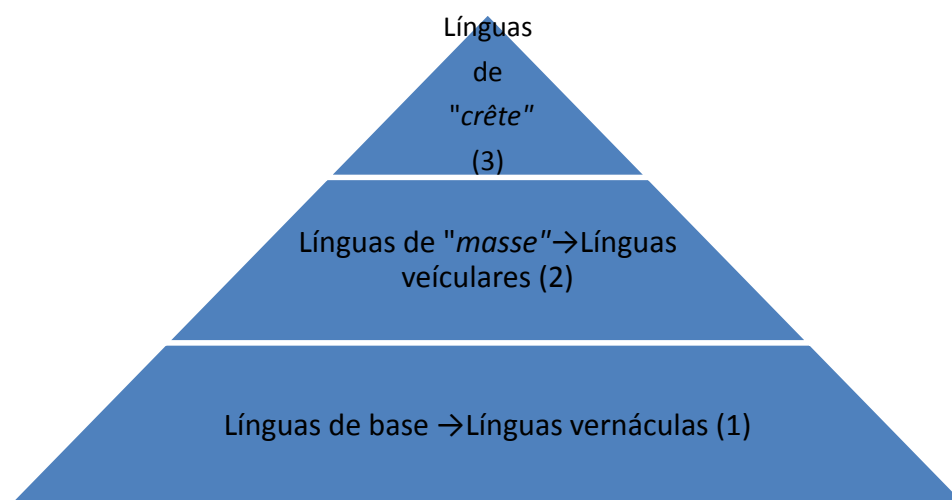 Línguas
de
"crête"
(3)
Línguas de "masse"→Línguas
veículares (2)
Línguas de base →Línguas vernáculas (1)